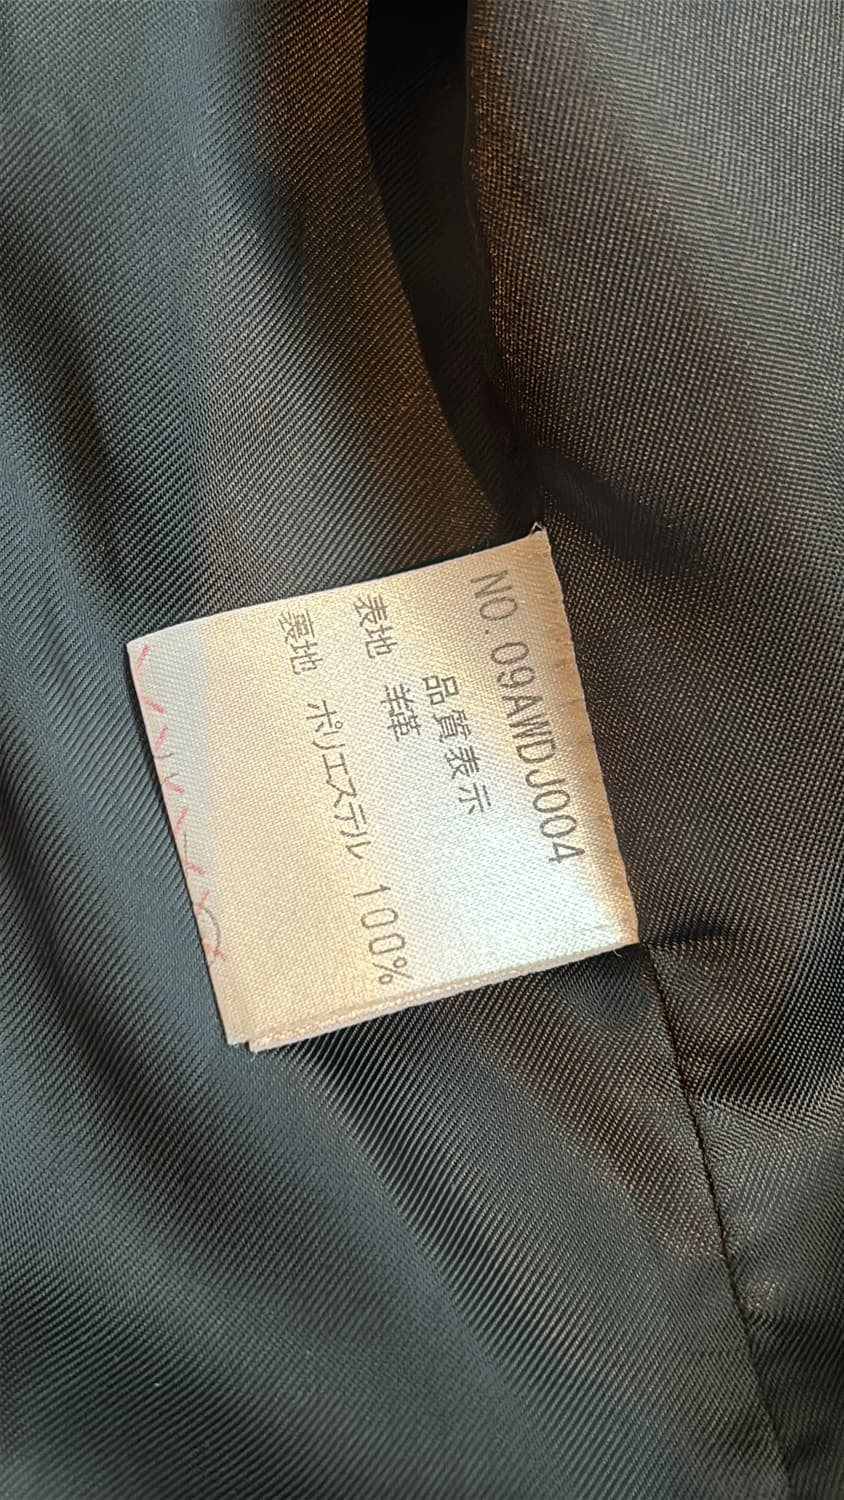 NO. 09AWDJ004
品質表示
表地 羊革
裏地 ポリエステル 100%